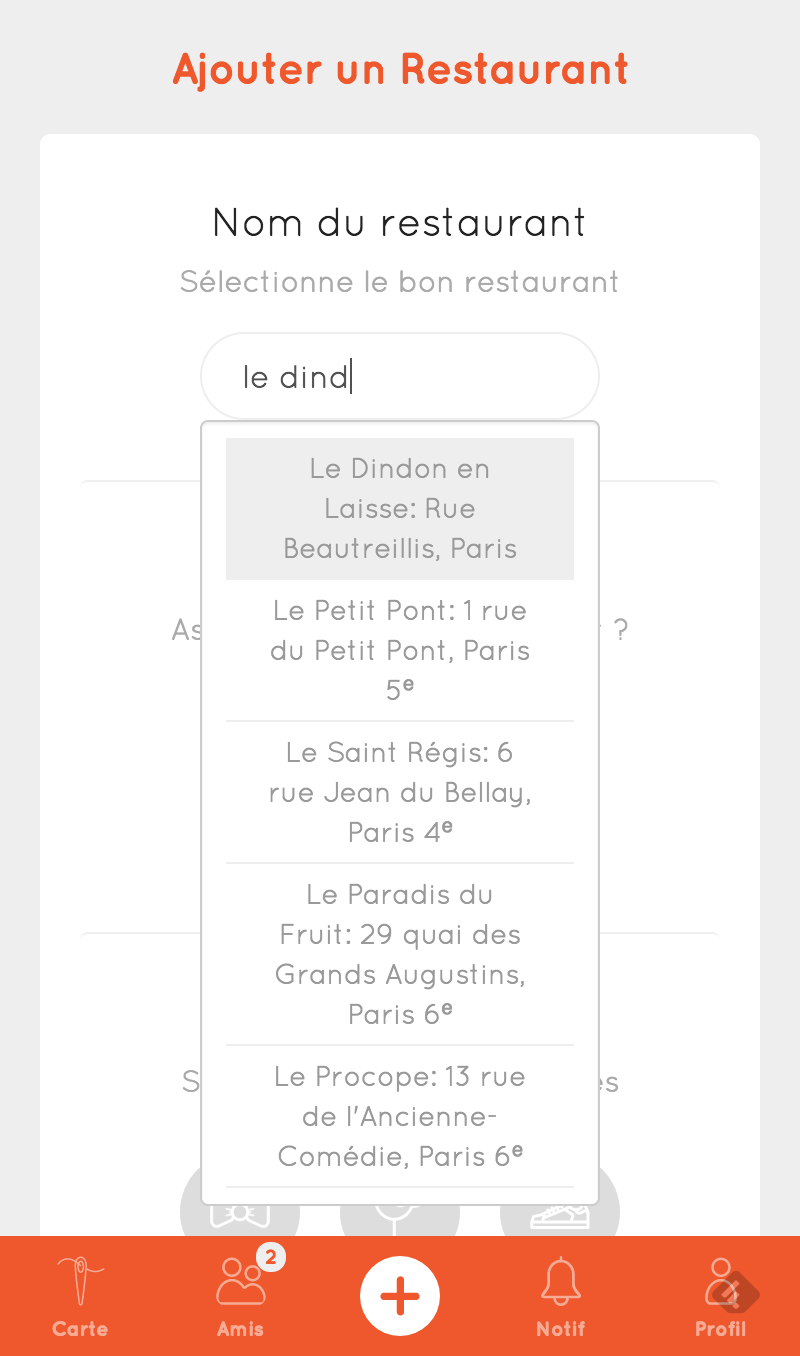 Ajouter un Restaurant
Nom du restaurant
Sélectionne le bon restaurant
le dind
Le Dindon en
Laisse: Rue
Beautreillis, Paris
As ?
Le Petit Pont: 1 rue
du Petit Pont, Paris
5ᵉ
Le Saint Régis: 6
rue Jean du Bellay,
Paris 4ᵉ
Le Paradis du
Fruit: 29 quai des
Grands Augustins,
Paris 6ᵉ
S es
Le Procope: 13 rue
de l'Ancienne-
Comédie, Paris 6ᵉ
2
Carte Amis Notif Profil